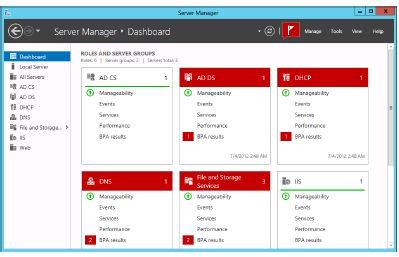 Server Manager
Server Manager • Dashboard
Manage Tools View Help
Dashboard
Local Server
All Servers
AD CS
AD DS
DHCP
DNS
File and Storage...
IIS
Web
ROLES AND SERVER GROUPS
Roles: 6 | Server groups: 2 | Servers total: 3
AD CS 1
Manageability
Events
Services
Performance
BPA results
AD DS 1
Manageability
Events
Services
Performance
1 BPA results
7/4/2012 2:48 AM
DHCP 1
Manageability
Events
Services
Performance
1 BPA results
7/4/2012 2:48 AM
DNS 1
Manageability
Events
Services
Performance
2 BPA results
File and Storage Services 3
Manageability
Events
Services
Performance
2 BPA results
IIS 1
Manageability
Events
Services
Performance
BPA results